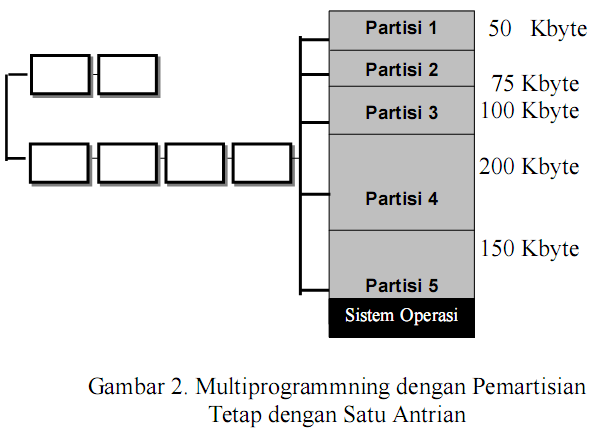 Partisi 1 50 Kbyte
Partisi 2 75 Kbyte
Partisi 3 100 Kbyte
Partisi 4 200 Kbyte
Partisi 5 150 Kbyte
Sistem Operasi
Gambar 2. Multiprogrammning dengan Pemartisian
Tetap dengan Satu Antrian